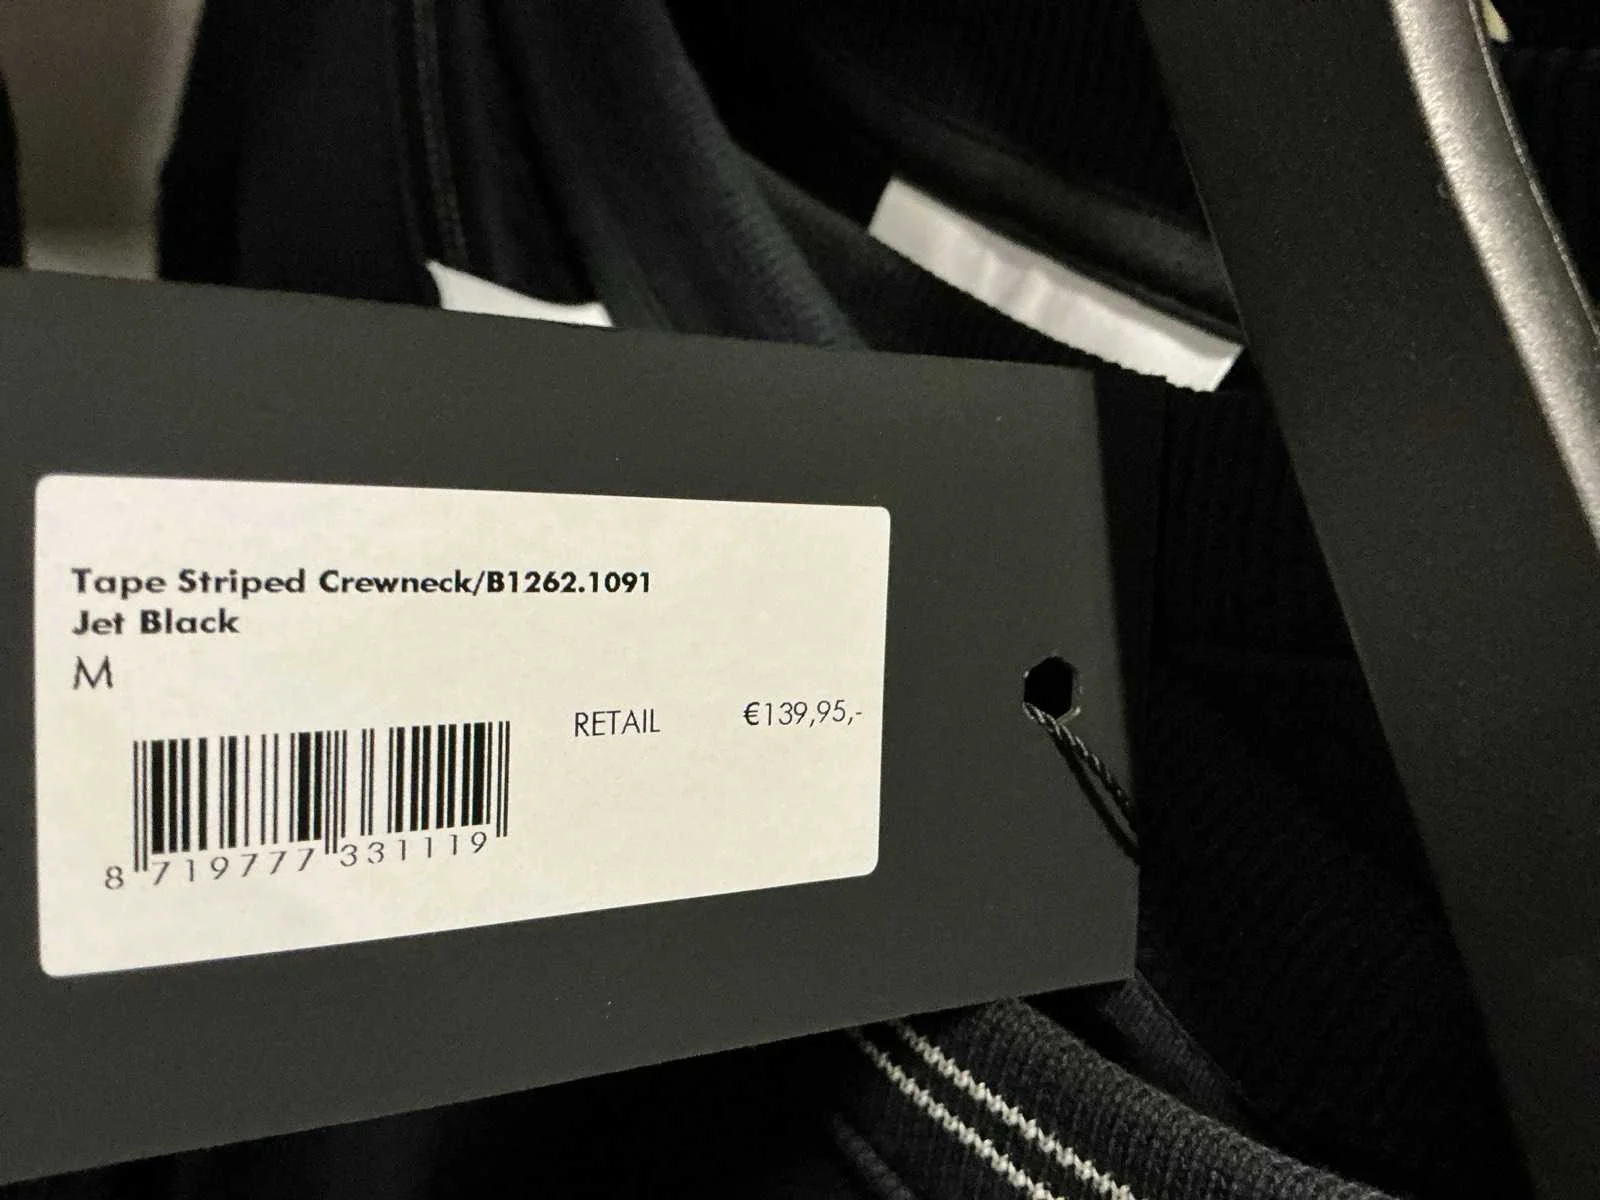 Tape Striped Crewneck/B1262.1091
Jet Black
M
RETAIL €139,95,-
8 719777 331119